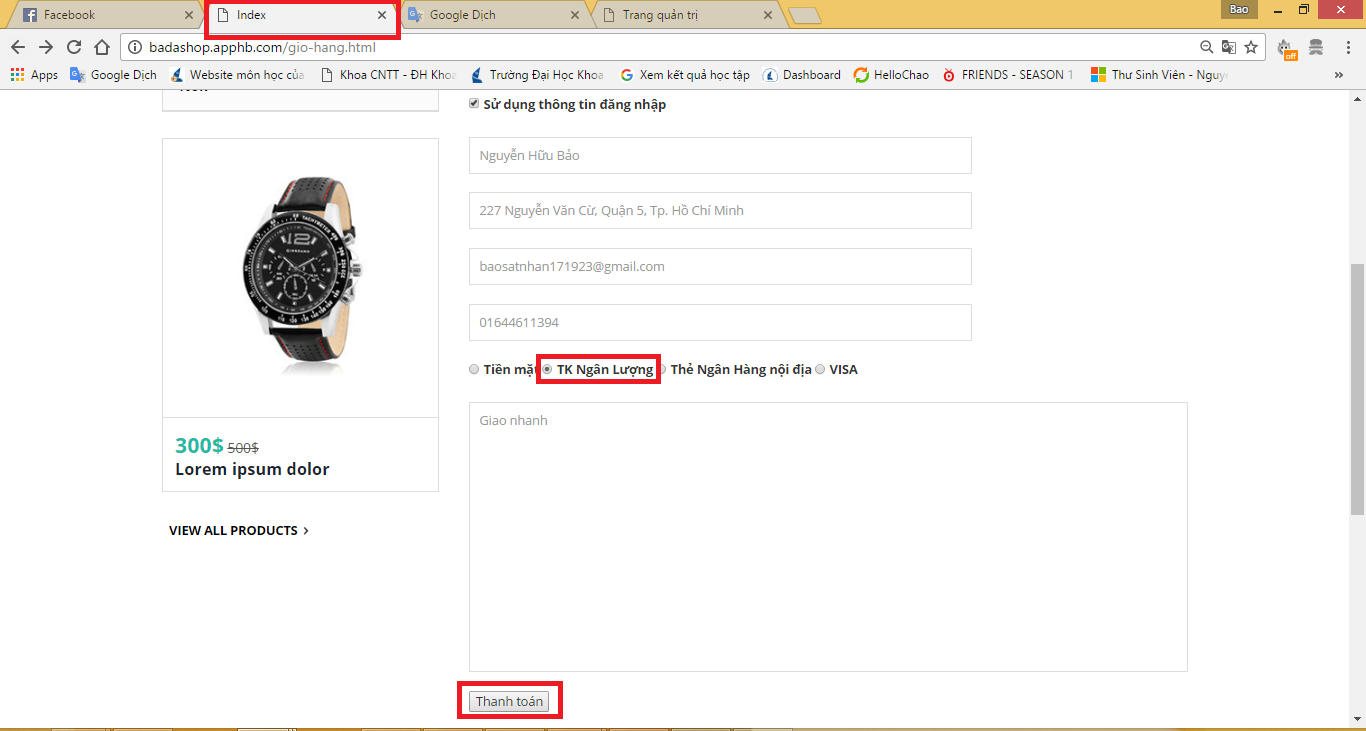 Facebook
Index
Google Dịch
Trang quản trị
Bao
badashop.apphb.com/gio-hang.html
off
Apps
Google Dịch
Website môn học của
Khoa CNTT - ĐH Khoa
Trường Đại Học Khoa
Xem kết quả học tập
Dashboard
HelloChao
FRIENDS - SEASON 1
Thư Sinh Viên - Nguy
»
Sử dụng thông tin đăng nhập
Nguyễn Hữu Bảo
227 Nguyễn Văn Cừ, Quận 5, Tp. Hồ Chí Minh
baosatnhan171923@gmail.com
01644611394
Tiền mặt TK Ngân Lượng Thẻ Ngân Hàng nội địa VISA
Giao nhanh
Thanh toán
TACHYMETER
12
GIORDANO
300$ 500$
Lorem ipsum dolor
VIEW ALL PRODUCTS >